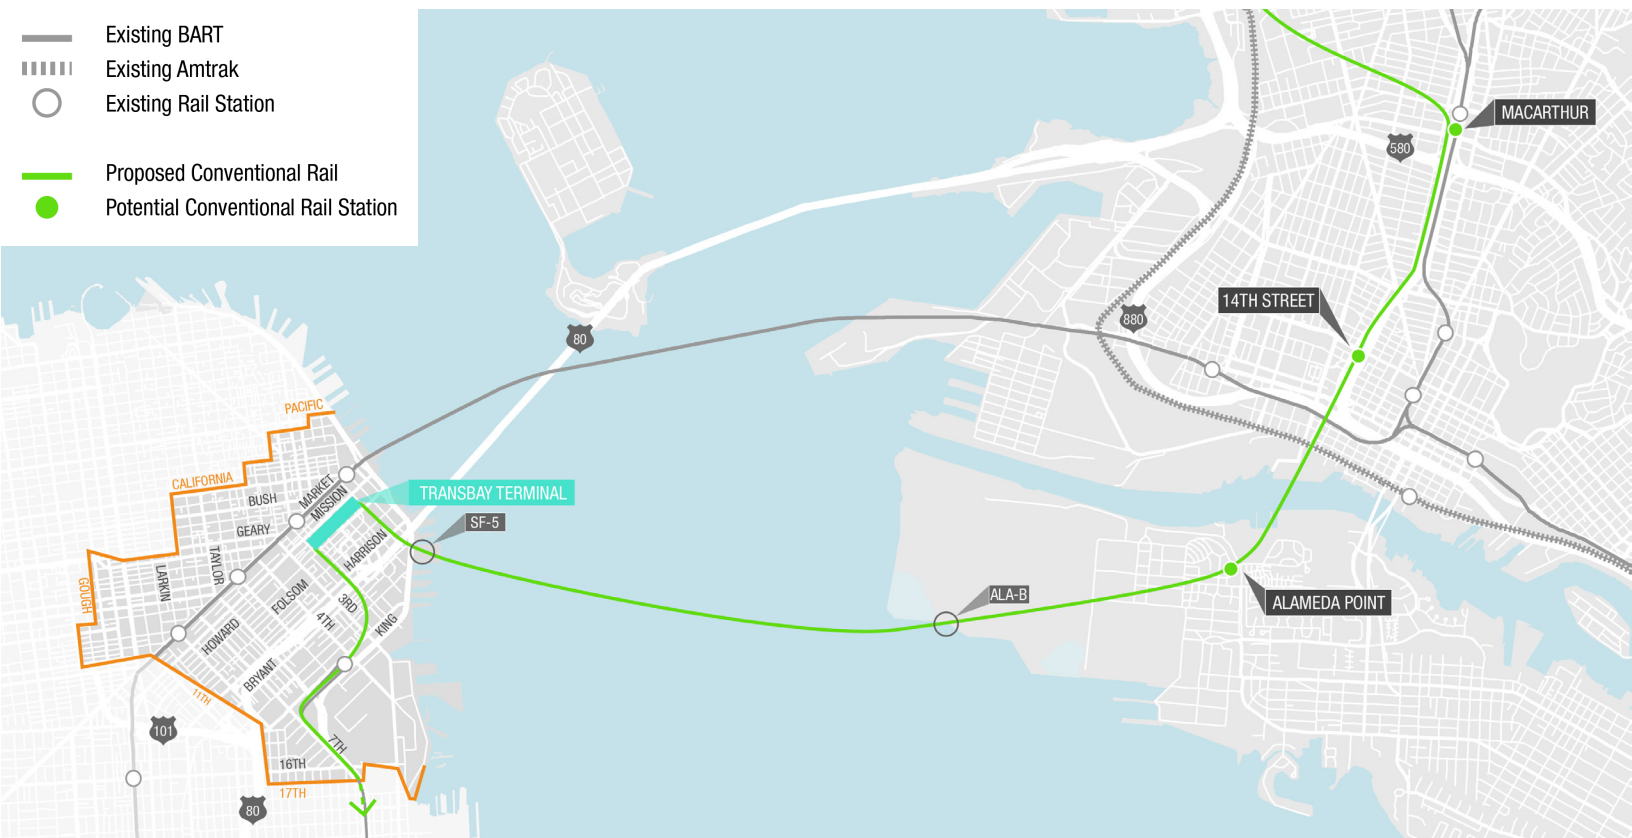 Existing BART
Existing Amtrak
Existing Rail Station
Proposed Conventional Rail
Potential Conventional Rail Station
MACARTHUR
580
14TH STREET
880
80
PACIFIC
CALIFORNIA
BUSH
MARKET
MISSION
TRANSBAY TERMINAL
SF-5
GEARY
HARRISON
TAYLOR
LARKIN
GOUGH
FOLSOM
3RD
4TH
KING
HOWARD
BRYANT
ALA-B
ALAMEDA POINT
11TH
101
7TH
16TH
17TH
80